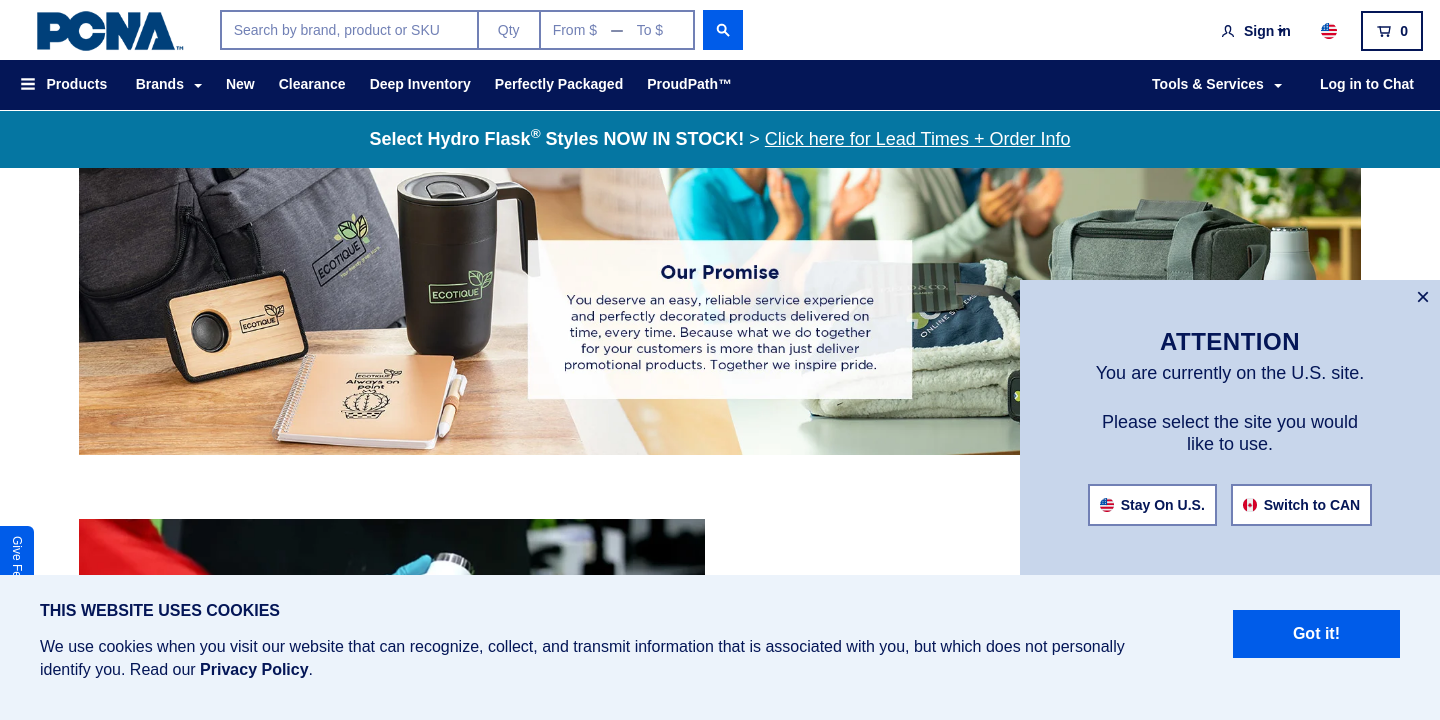 PCNA™
Search by brand, product or SKU
Qty
From $ — To $
Sign in
0
Products
Brands
New
Clearance
Deep Inventory
Perfectly Packaged
ProudPath™
Tools & Services
Log in to Chat
Select Hydro Flask® Styles NOW IN STOCK! > Click here for Lead Times + Order Info
ECOTIQUE
ECOTIQUE
ECOTIQUE
ECOTIQUE
Always on
point
Our Promise
You deserve an easy, reliable service experience
and perfectly decorated products delivered on
time, every time. Because what we do together
for your customers is more than just deliver
promotional products. Together we inspire pride.
×
ATTENTION
You are currently on the U.S. site.
Please select the site you would
like to use.
Stay On U.S.
Switch to CAN
Give Fe
THIS WEBSITE USES COOKIES
We use cookies when you visit our website that can recognize, collect, and transmit information that is associated with you, but which does not personally
identify you. Read our Privacy Policy.
Got it!